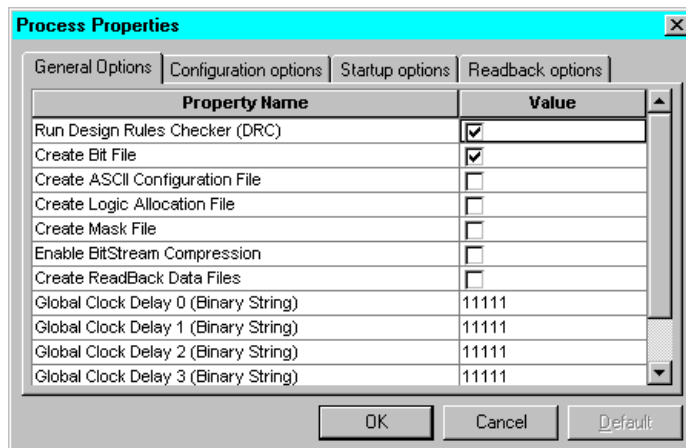 Process Properties
General Options Configuration options Startup options Readback options
Property Name Value
Run Design Rules Checker (DRC)
Create Bit File
Create ASCII Configuration File
Create Logic Allocation File
Create Mask File
Enable BitStream Compression
Create ReadBack Data Files
Global Clock Delay 0 (Binary String) 11111
Global Clock Delay 1 (Binary String) 11111
Global Clock Delay 2 (Binary String) 11111
Global Clock Delay 3 (Binary String) 11111
OK Cancel Default